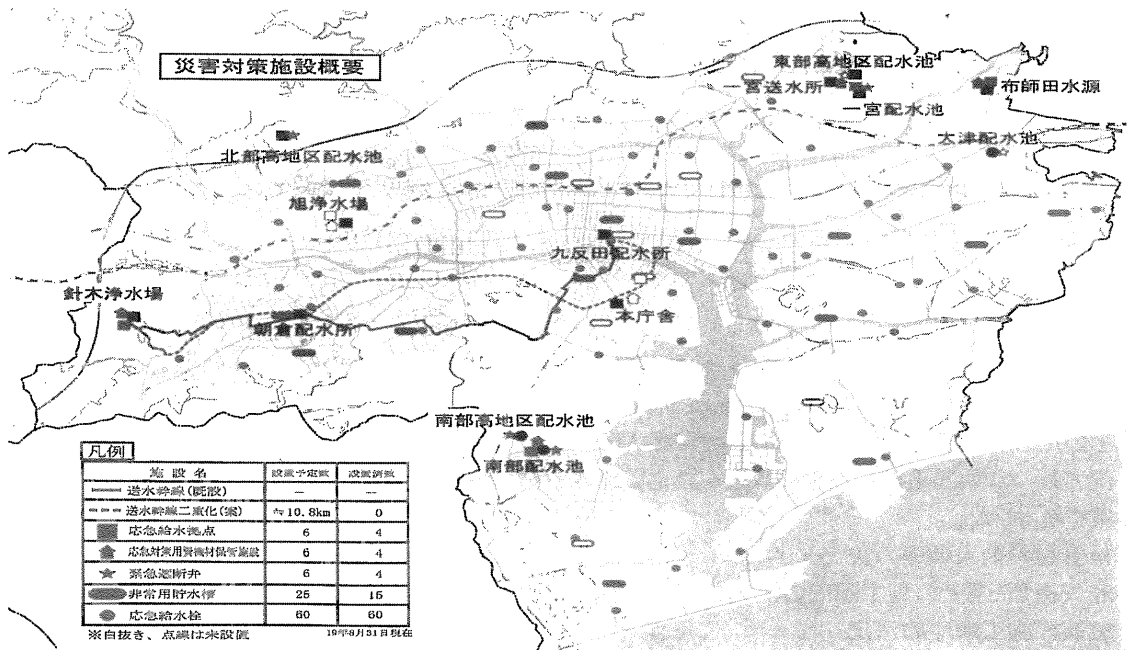 災害対策施設概要
東部高地区配水池
一宮送水所
布師田水源
一宮配水池
大津配水池
北部高地区配水池
旭浄水場
九反田配水所
針木浄水場
本庁舎
朝倉配水所
南部高地区配水池
南部配水池
凡例
施設名 設置予定数 設置済数
送水幹線(既設) － －
送水幹線二重化(案) ≒10.8km 0
応急給水拠点 6 4
応急対策用資機材保管施設 6 4
緊急遮断弁 6 4
非常用貯水槽 25 15
応急給水栓 60 60
※白抜き、点線は未設置 19年8月31日現在